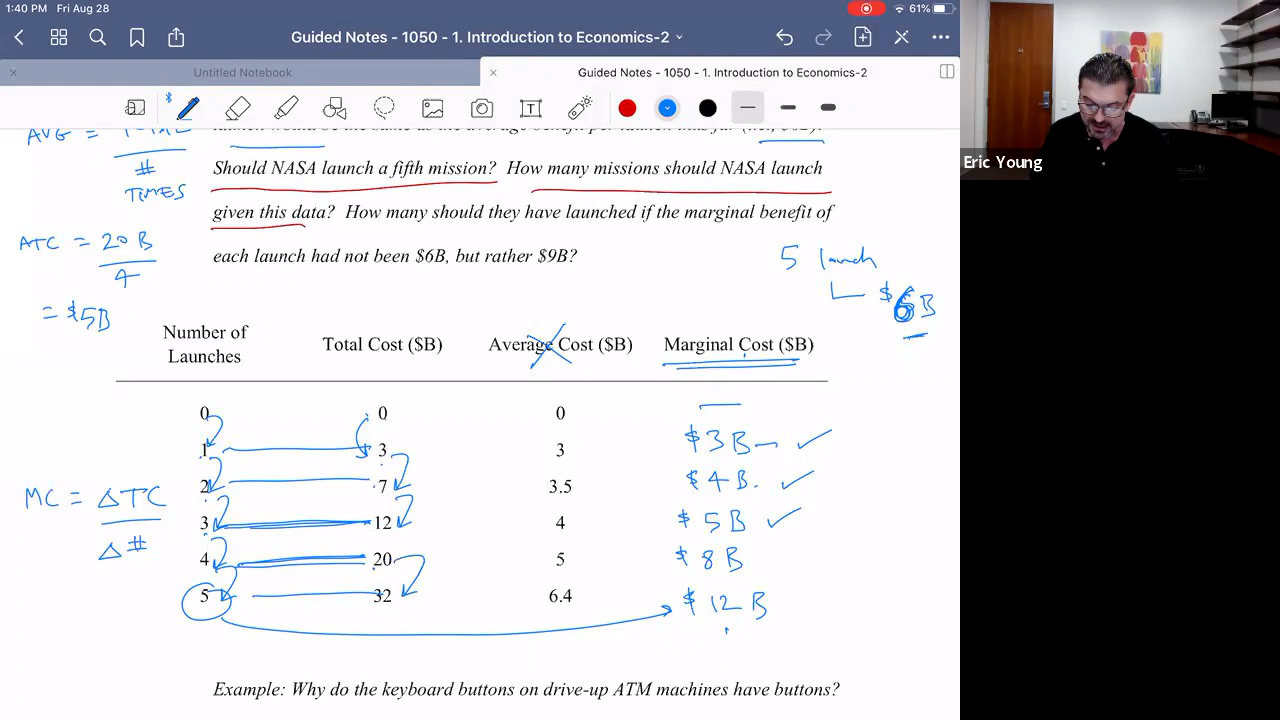 1:40 PM Fri Aug 28
61%
Guided Notes - 1050 - 1. Introduction to Economics-2
Untitled Notebook
Guided Notes - 1050 - 1. Introduction to Economics-2
Eric Young
AVG = TOTAL
#
TIMES
Should NASA launch a fifth mission? How many missions should NASA launch
given this data? How many should they have launched if the marginal benefit of
each launch had not been $6B, but rather $9B?
ATC = 20 B
4
= $5B
5 launch
$6B
Number of Launches Total Cost ($B) Average Cost ($B) Marginal Cost ($B)
0 0 0 —
1 3 3 $3B
2 7 3.5 $4B.
3 12 4 $5B
4 20 5 $8B
5 32 6.4 $12B
MC = ΔTC
Δ#
Example: Why do the keyboard buttons on drive-up ATM machines have buttons?